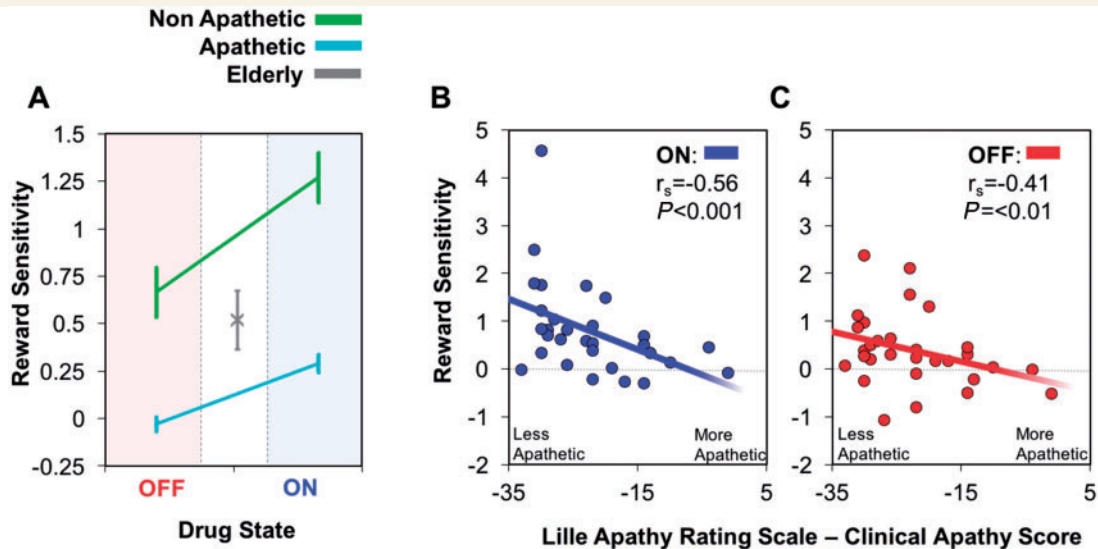 Non Apathetic
Apathetic
Elderly
A
Reward Sensitivity
1.5
1.25
1
0.75
0.5
0.25
0
-0.25
OFF
ON
Drug State
B
Reward Sensitivity
5
4
3
2
1
0
-1
-2
ON:
rs=-0.56
P<0.001
Less
Apathetic
More
Apathetic
-35
-15
5
C
5
4
3
2
1
0
-1
-2
OFF:
rs=-0.41
P=<0.01
Less
Apathetic
More
Apathetic
-35
-15
5
Lille Apathy Rating Scale – Clinical Apathy Score